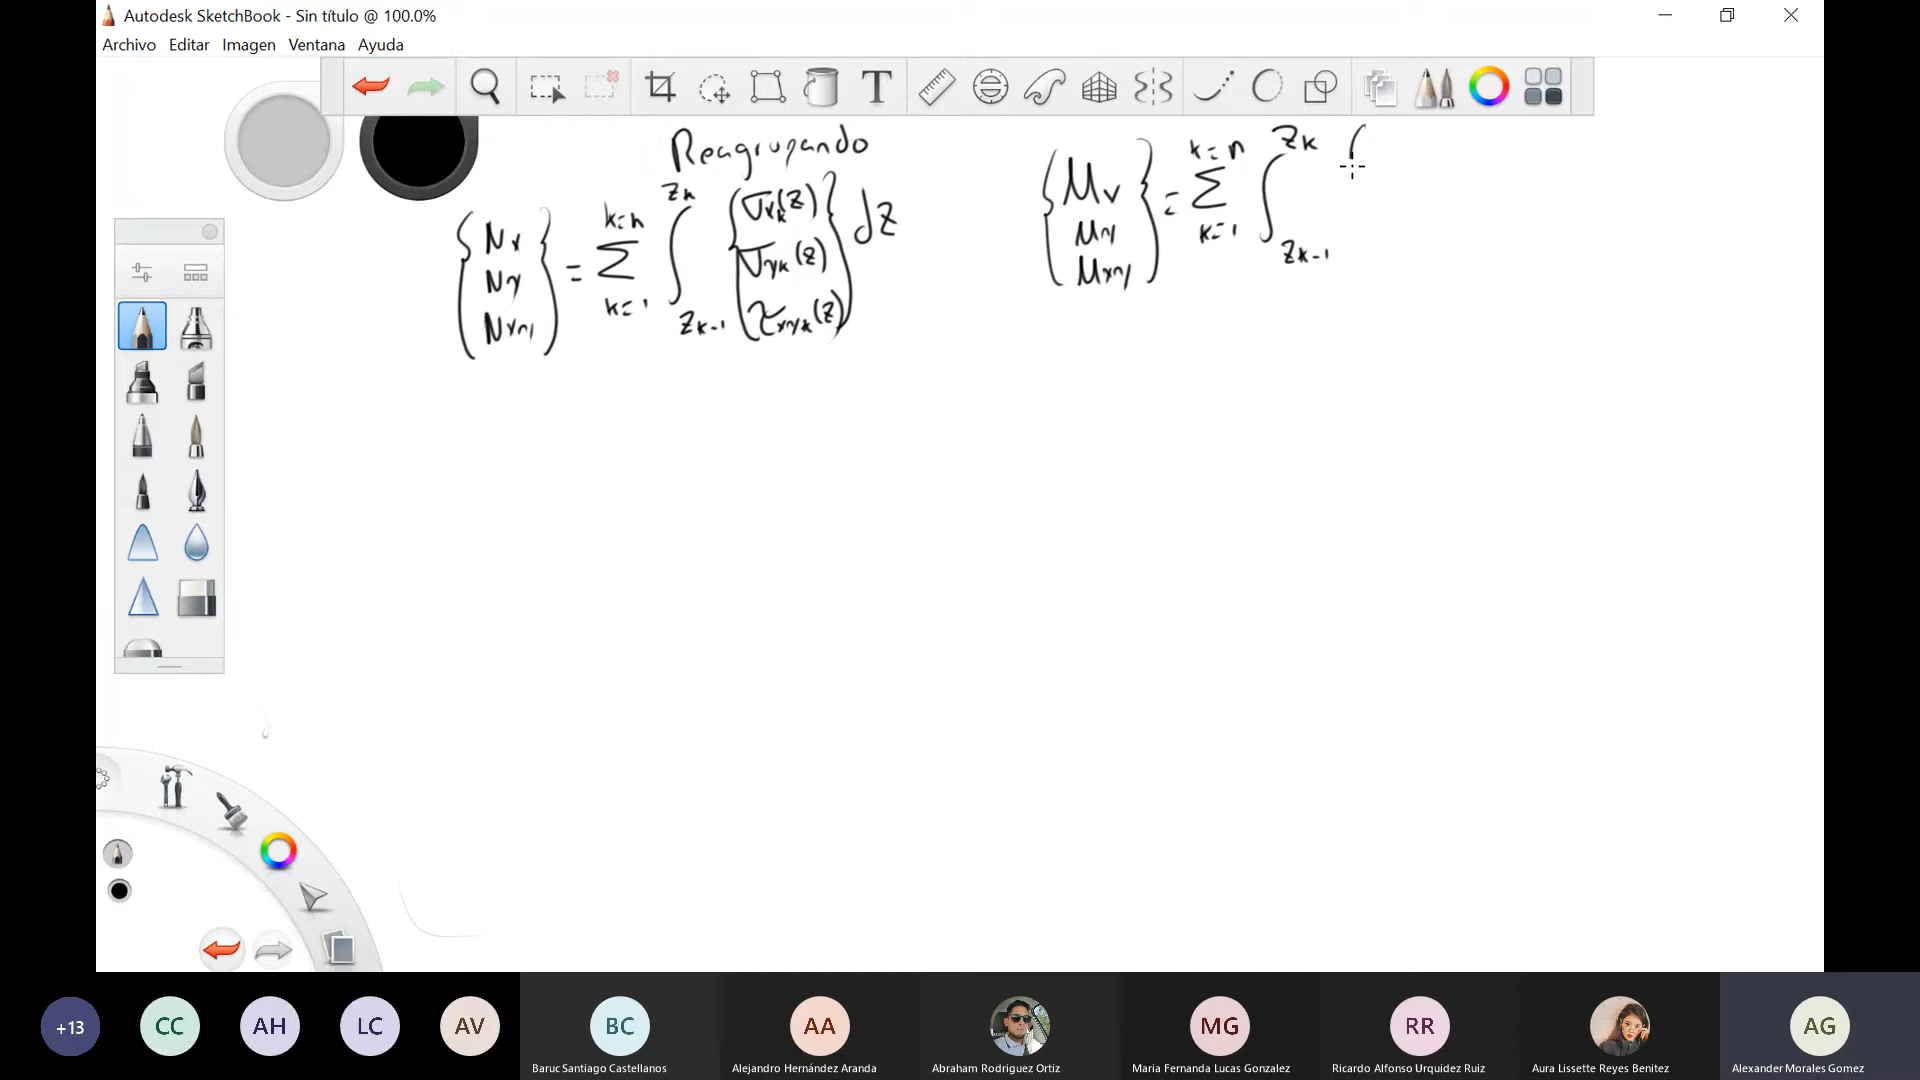 Autodesk SketchBook - Sin título @ 100.0%
Archivo Editar Imagen Ventana Ayuda
T
Reagrupando
{Nx Ny Nxy} = Σ k=n k=1 ∫ zk zk-1 {σxk(z) σyk(z) τxyk(z)} dz
{Mx My Mxy} = Σ k=n k=1 ∫ zk zk-1
+13
CC
AH
LC
AV
BC
AA
MG
RR
AG
Baruc Santiago Castellanos
Alejandro Hernández Aranda
Abraham Rodriguez Ortiz
Maria Fernanda Lucas Gonzalez
Ricardo Alfonso Urquidez Ruiz
Aura Lissette Reyes Benitez
Alexander Morales Gomez